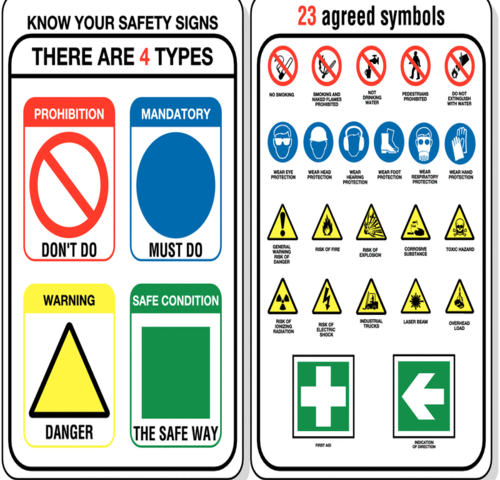 KNOW YOUR SAFETY SIGNS
THERE ARE 4 TYPES
PROHIBITION
DON'T DO
MANDATORY
MUST DO
WARNING
DANGER
SAFE CONDITION
THE SAFE WAY
23 agreed symbols
NO SMOKING
SMOKING AND
NAKED FLAMES
PROHIBITED
NOT
DRINKING
WATER
PEDESTRIANS
PROHIBITED
DO NOT
EXTINGUISH
WITH WATER
WEAR EYE
PROTECTION
WEAR HEAD
PROTECTION
WEAR
HEARING
PROTECTION
WEAR FOOT
PROTECTION
WEAR
RESPIRATORY
PROTECTION
WEAR HAND
PROTECTION
GENERAL
WARNING
RISK OF
DANGER
RISK OF FIRE
RISK OF
EXPLOSION
CORROSIVE
SUBSTANCE
TOXIC HAZARD
RISK OF
IONIZING
RADIATION
RISK OF
ELECTRIC
SHOCK
INDUSTRIAL
TRUCKS
LASER BEAM
OVERHEAD
LOAD
FIRST AID
INDICATION
OF DIRECTION